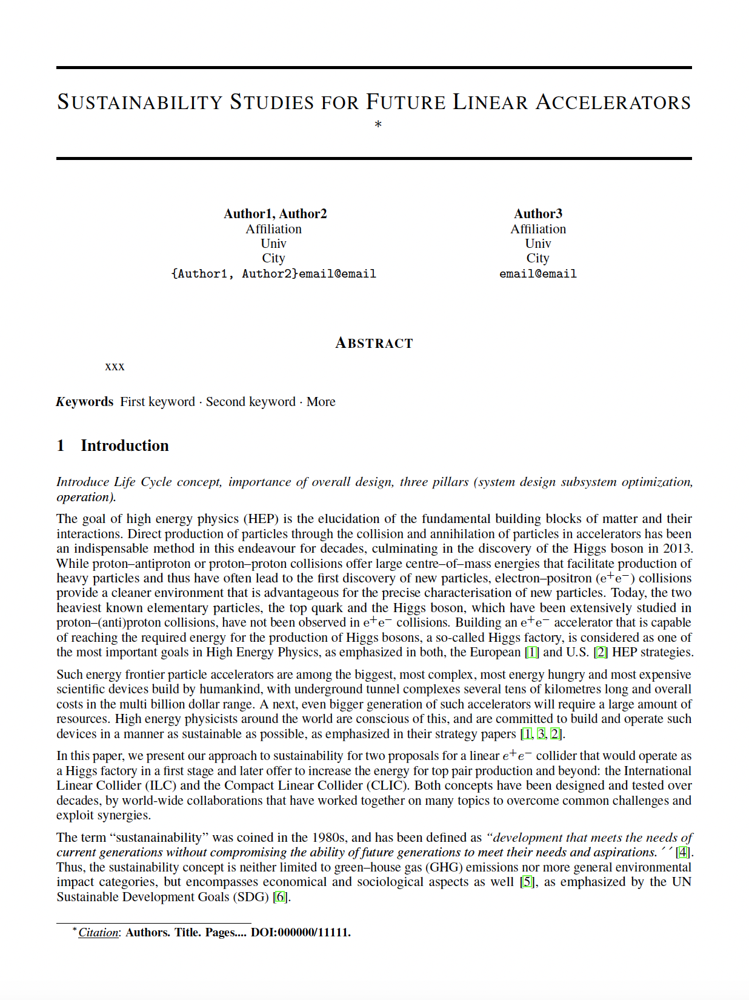 SUSTAINABILITY STUDIES FOR FUTURE LINEAR ACCELERATORS
*
Author1, Author2
Affiliation
Univ
City
{Author1, Author2}email@email
Author3
Affiliation
Univ
City
email@email
ABSTRACT
xxx
Keywords First keyword · Second keyword · More
1 Introduction
Introduce Life Cycle concept, importance of overall design, three pillars (system design subsystem optimization,
operation).
The goal of high energy physics (HEP) is the elucidation of the fundamental building blocks of matter and their
interactions. Direct production of particles through the collision and annihilation of particles in accelerators has been
an indispensable method in this endeavour for decades, culminating in the discovery of the Higgs boson in 2013.
While proton–antiproton or proton–proton collisions offer large centre–of–mass energies that facilitate production of
heavy particles and thus have often lead to the first discovery of new particles, electron–positron (e⁺e⁻) collisions
provide a cleaner environment that is advantageous for the precise characterisation of new particles. Today, the two
heaviest known elementary particles, the top quark and the Higgs boson, which have been extensively studied in
proton–(anti)proton collisions, have not been observed in e⁺e⁻ collisions. Building an e⁺e⁻ accelerator that is capable
of reaching the required energy for the production of Higgs bosons, a so-called Higgs factory, is considered as one of
the most important goals in High Energy Physics, as emphasized in both, the European [1] and U.S. [2] HEP strategies.
Such energy frontier particle accelerators are among the biggest, most complex, most energy hungry and most expensive
scientific devices build by humankind, with underground tunnel complexes several tens of kilometres long and overall
costs in the multi billion dollar range. A next, even bigger generation of such accelerators will require a large amount of
resources. High energy physicists around the world are conscious of this, and are committed to build and operate such
devices in a manner as sustainable as possible, as emphasized in their strategy papers [1, 3, 2].
In this paper, we present our approach to sustainability for two proposals for a linear e⁺e⁻ collider that would operate as
a Higgs factory in a first stage and later offer to increase the energy for top pair production and beyond: the International
Linear Collider (ILC) and the Compact Linear Collider (CLIC). Both concepts have been designed and tested over
decades, by world-wide collaborations that have worked together on many topics to overcome common challenges and
exploit synergies.
The term “sustanainability” was coined in the 1980s, and has been defined as “development that meets the needs of
current generations without compromising the ability of future generations to meet their needs and aspirations. ´´ [4].
Thus, the sustainability concept is neither limited to green–house gas (GHG) emissions nor more general environmental
impact categories, but encompasses economical and sociological aspects as well [5], as emphasized by the UN
Sustainable Development Goals (SDG) [6].
*Citation: Authors. Title. Pages.... DOI:000000/11111.